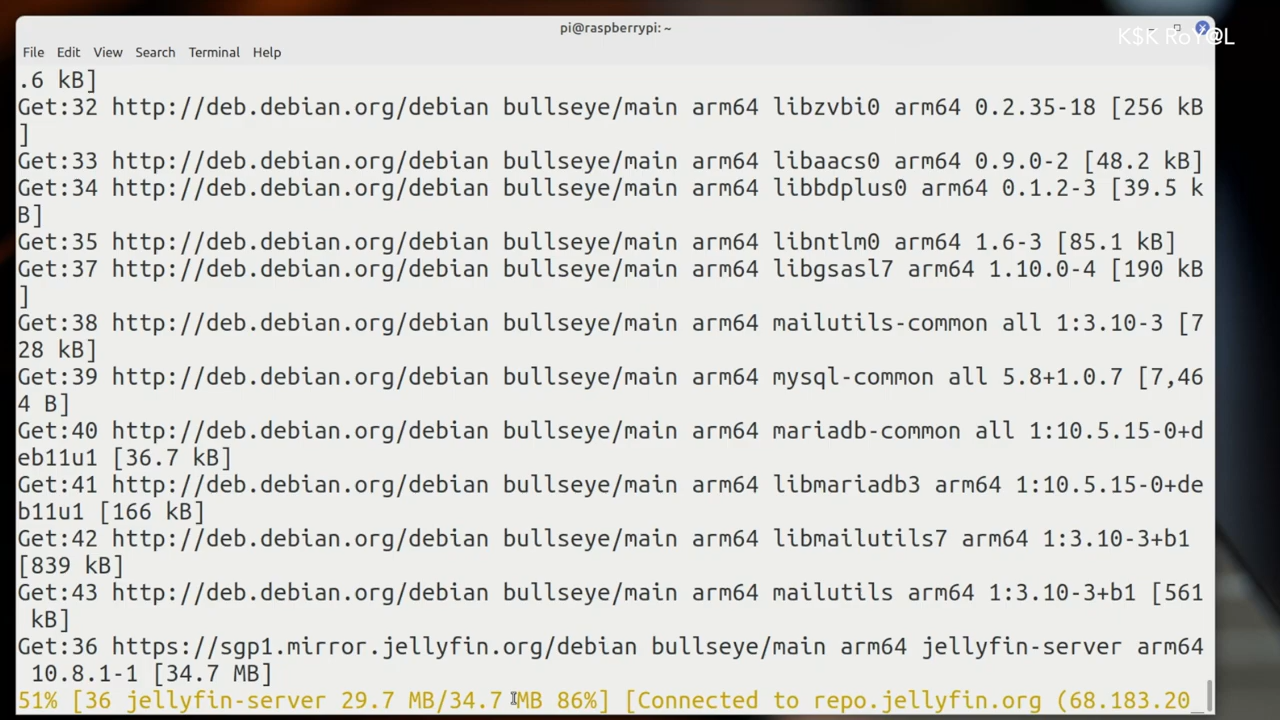 pi@raspberrypi: ~
K$K RoY@L
File Edit View Search Terminal Help
.6 kB]
Get:32 http://deb.debian.org/debian bullseye/main arm64 libzvbi0 arm64 0.2.35-18 [256 kB
]
Get:33 http://deb.debian.org/debian bullseye/main arm64 libaacs0 arm64 0.9.0-2 [48.2 kB]
Get:34 http://deb.debian.org/debian bullseye/main arm64 libbdplus0 arm64 0.1.2-3 [39.5 k
B]
Get:35 http://deb.debian.org/debian bullseye/main arm64 libntlm0 arm64 1.6-3 [85.1 kB]
Get:37 http://deb.debian.org/debian bullseye/main arm64 libgsasl7 arm64 1.10.0-4 [190 kB
]
Get:38 http://deb.debian.org/debian bullseye/main arm64 mailutils-common all 1:3.10-3 [7
28 kB]
Get:39 http://deb.debian.org/debian bullseye/main arm64 mysql-common all 5.8+1.0.7 [7,46
4 B]
Get:40 http://deb.debian.org/debian bullseye/main arm64 mariadb-common all 1:10.5.15-0+d
eb11u1 [36.7 kB]
Get:41 http://deb.debian.org/debian bullseye/main arm64 libmariadb3 arm64 1:10.5.15-0+de
b11u1 [166 kB]
Get:42 http://deb.debian.org/debian bullseye/main arm64 libmailutils7 arm64 1:3.10-3+b1
[839 kB]
Get:43 http://deb.debian.org/debian bullseye/main arm64 mailutils arm64 1:3.10-3+b1 [561
kB]
Get:36 https://sgp1.mirror.jellyfin.org/debian bullseye/main arm64 jellyfin-server arm64
10.8.1-1 [34.7 MB]
51% [36 jellyfin-server 29.7 MB/34.7 MB 86%] [Connected to repo.jellyfin.org (68.183.20_